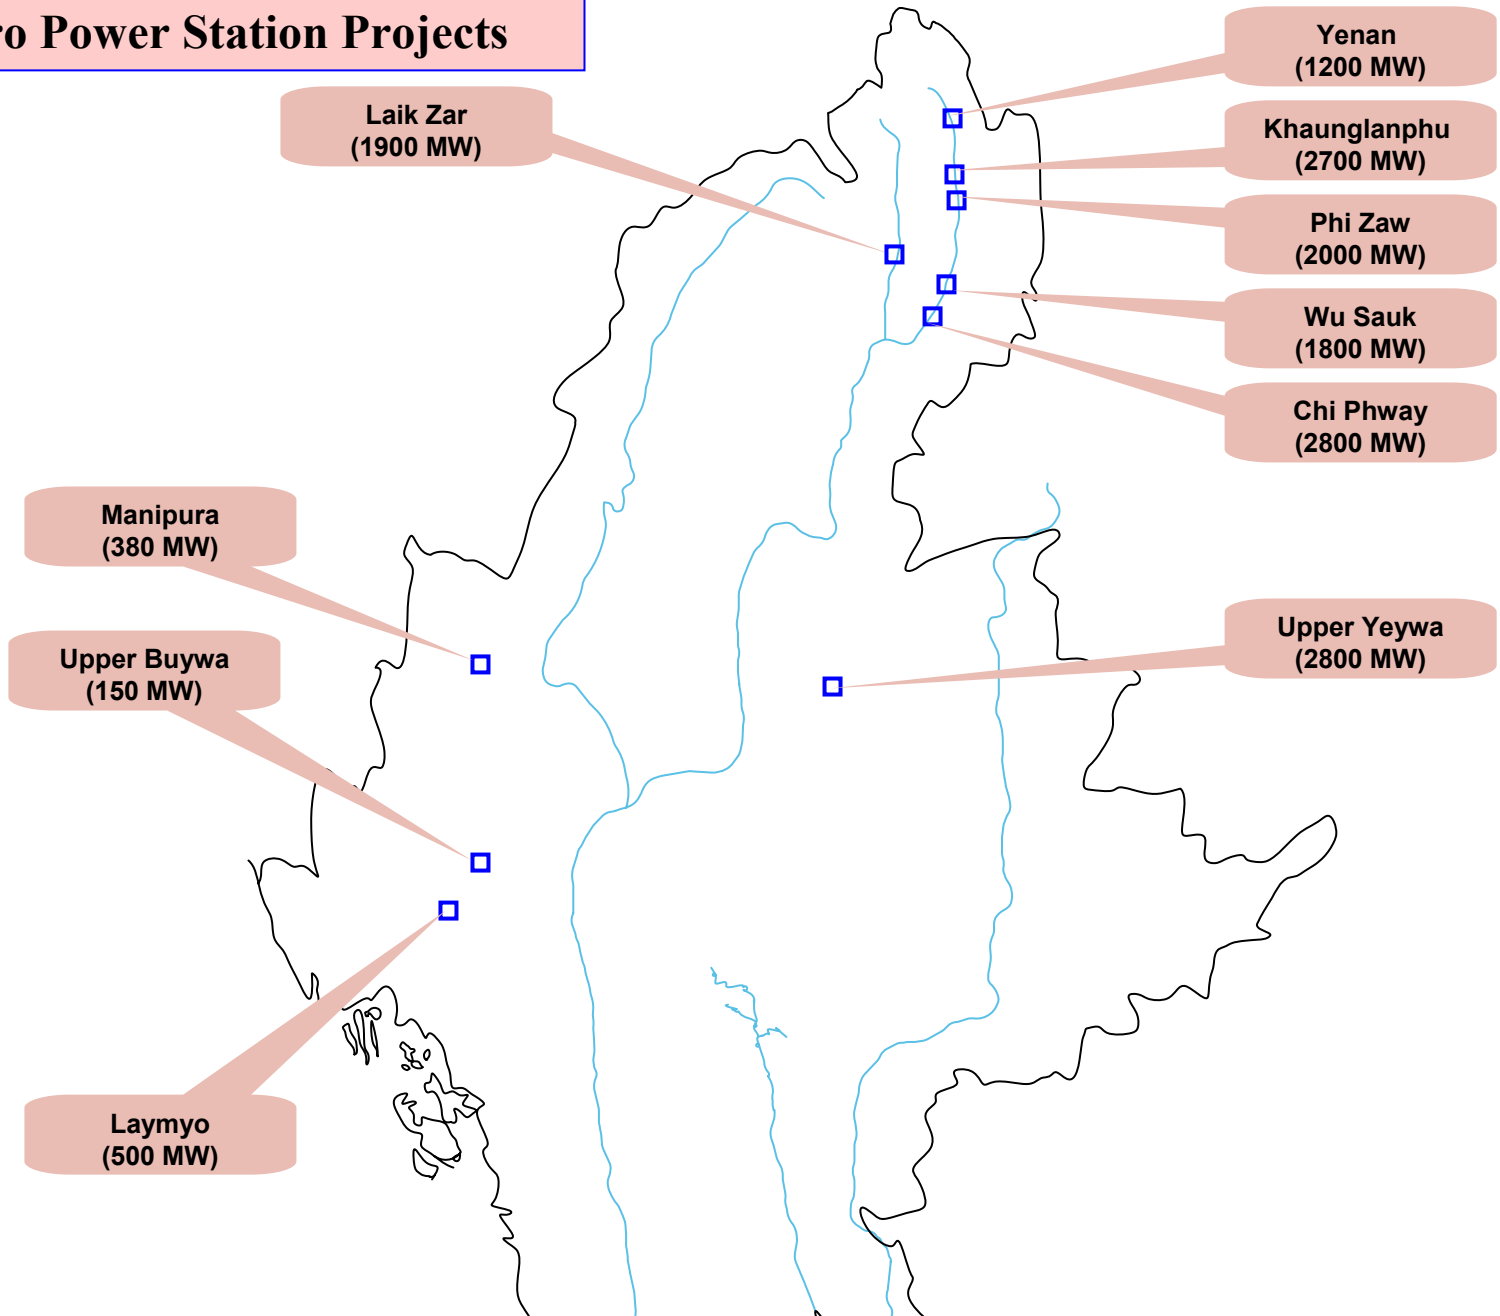 ro Power Station Projects
Yenan
(1200 MW)
Laik Zar
(1900 MW)
Khaunglanphu
(2700 MW)
Phi Zaw
(2000 MW)
Wu Sauk
(1800 MW)
Chi Phway
(2800 MW)
Manipura
(380 MW)
Upper Yeywa
(2800 MW)
Upper Buywa
(150 MW)
Laymyo
(500 MW)